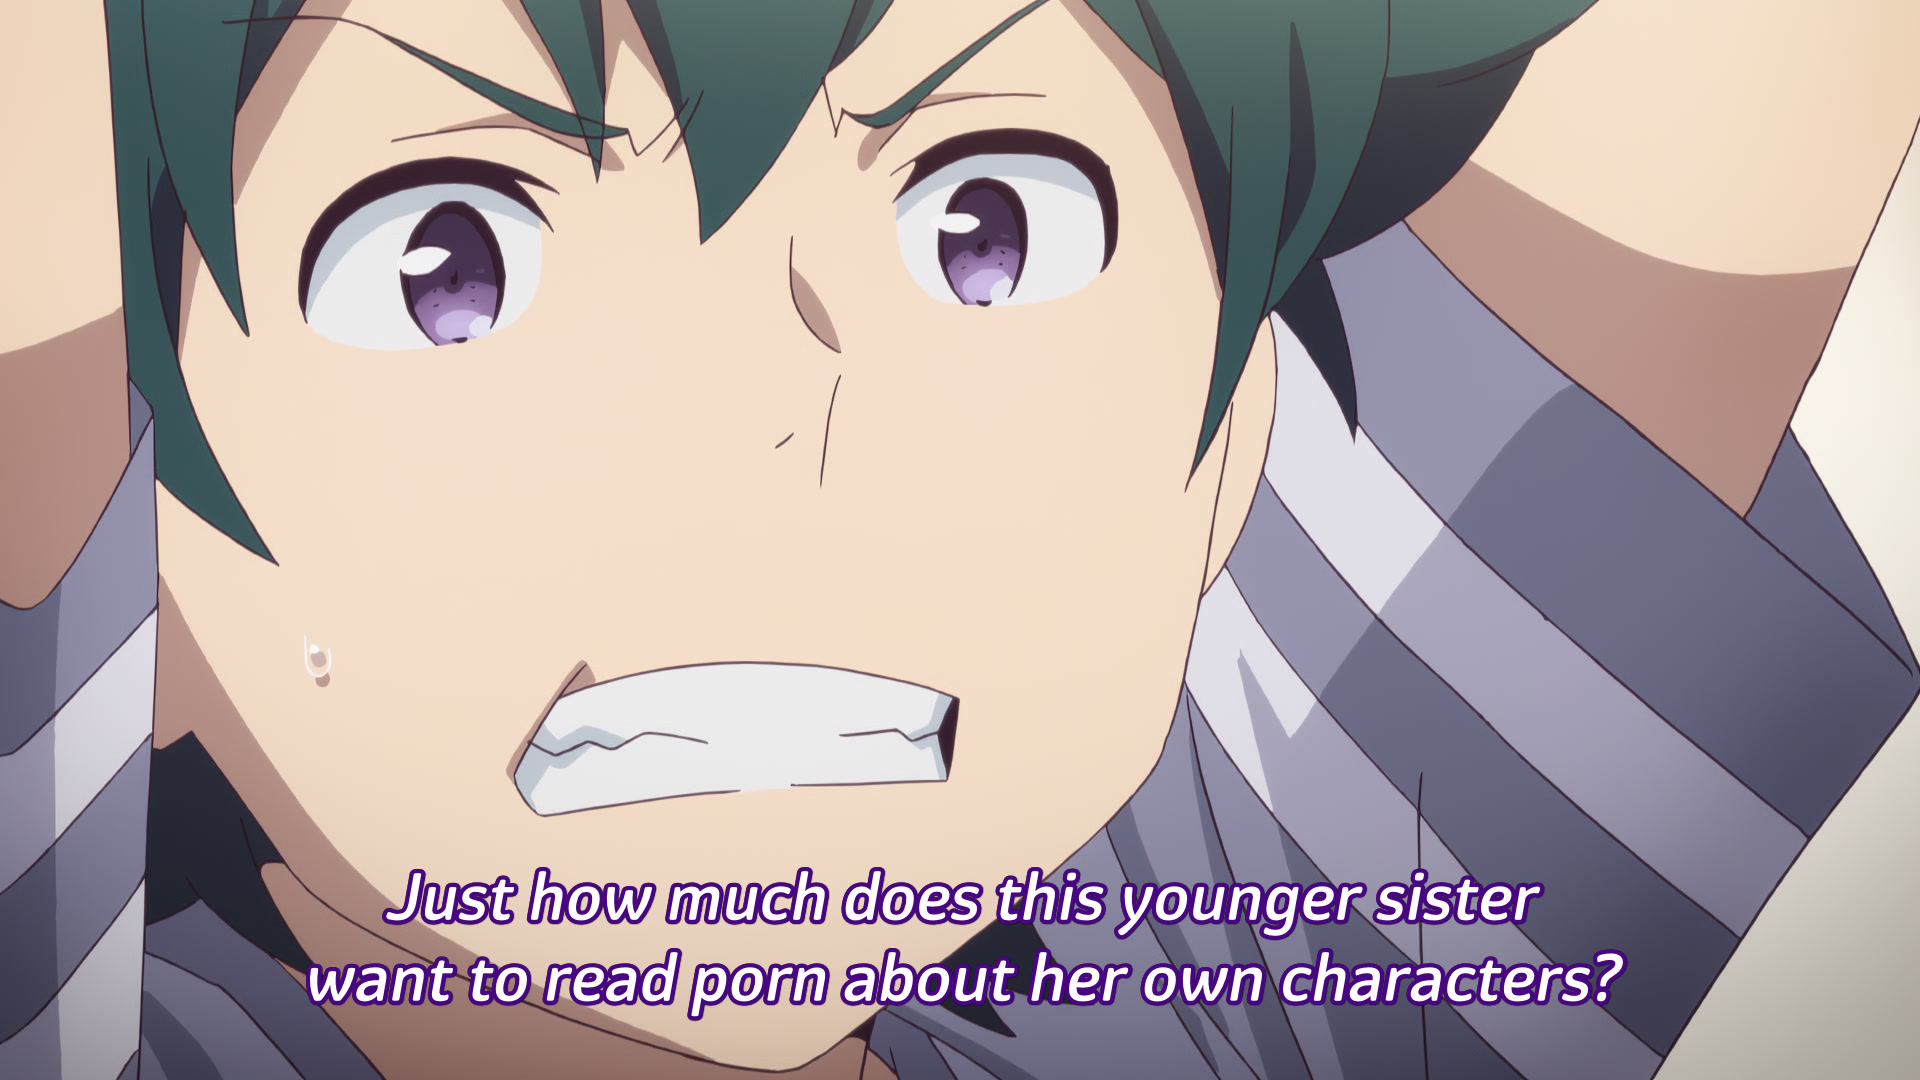 Just how much does this younger sister
want to read porn about her own characters?